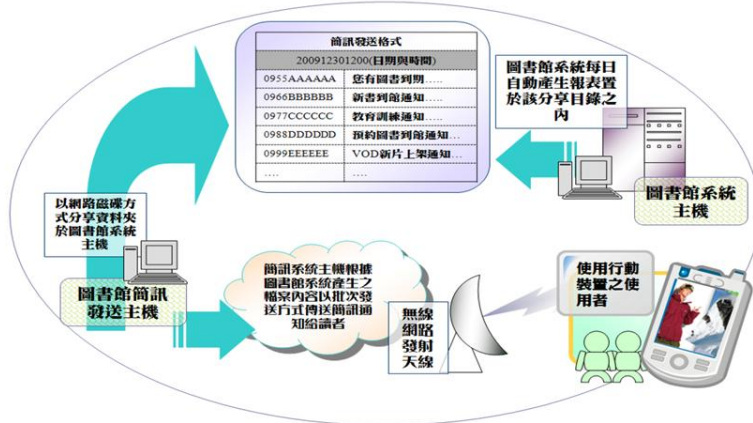 簡訊發送格式
200912301200(日期與時間)
0955AAAAAA 您有圖書到期.....
0966BBBBBB 新書到館通知.....
0977CCCCCC 教育訓練通知.....
0988DDDDDD 預約圖書到館通知...
0999EEEEEE VOD新片上架通知...
.... ....
圖書館系統每日
自動產生報表置
於該分享目錄之
內
圖書館系統
主機
以網路磁碟方
式分享資料夾
於圖書館系統
主機
圖書館簡訊
發送主機
簡訊系統主機根據
圖書館系統產生之
檔案內容以批次發
送方式傳送簡訊通
知給讀者
無線
網路
發射
天線
使用行動
裝置之使
用者